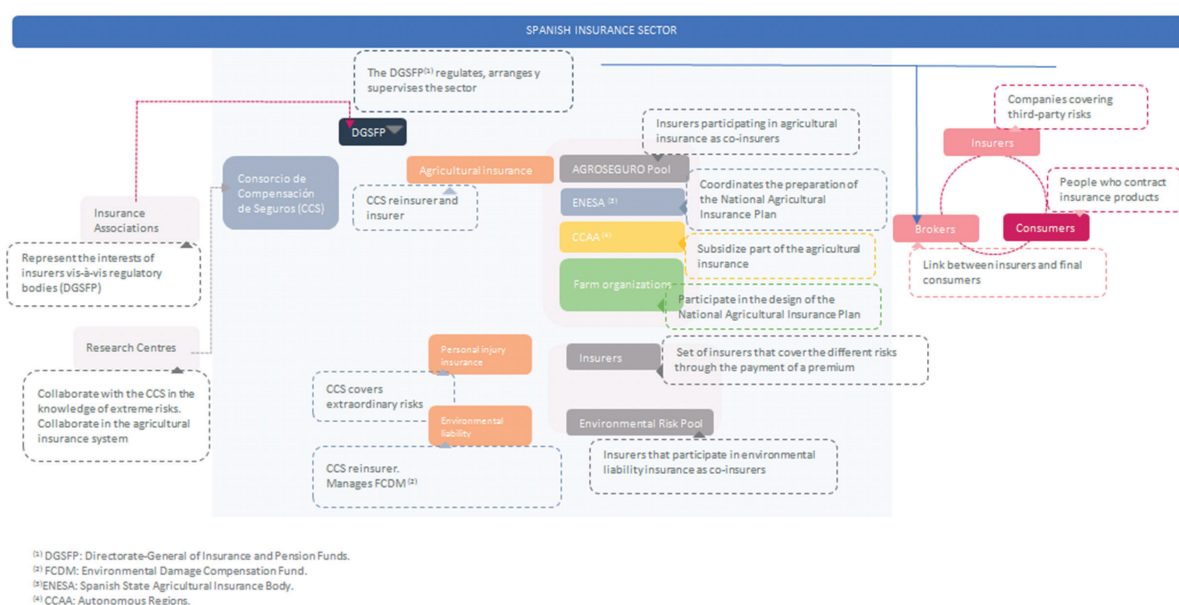 SPANISH INSURANCE SECTOR
The DGSFP⁽¹⁾ regulates, arranges y
supervises the sector
DGSFP
Consorcio de
Compensación
de Seguros (CCS)
Insurance
Associations
Represent the interests of
insurers vis-à-vis regulatory
bodies (DGSFP)
Research Centres
Collaborate with the CCS in the
knowledge of extreme risks.
Collaborate in the agricultural
insurance system
Agricultural insurance
CCS reinsurer and
insurer
Personal injury
insurance
CCS covers
extraordinary risks
Environmental
liability
CCS reinsurer.
Manages FCDM⁽²⁾
Insurers participating in agricultural
insurance as co-insurers
AGROSEGURO Pool
ENESA ⁽³⁾
Coordinates the preparation of
the National Agricultural
Insurance Plan
CCAA ⁽⁴⁾
Subsidize part of the agricultural
insurance
Farm organizations
Participate in the design of the
National Agricultural Insurance Plan
Insurers
Set of insurers that cover the different risks
through the payment of a premium
Environmental Risk Pool
Insurers that participate in environmental
liability insurance as co-insurers
Companies covering
third-party risks
Insurers
People who contract
insurance products
Brokers
Consumers
Link between insurers and final
consumers
⁽¹⁾ DGSFP: Directorate-General of Insurance and Pension Funds.
⁽²⁾ FCDM: Environmental Damage Compensation Fund.
⁽³⁾ENESA: Spanish State Agricultural Insurance Body.
⁽⁴⁾ CCAA: Autonomous Regions.